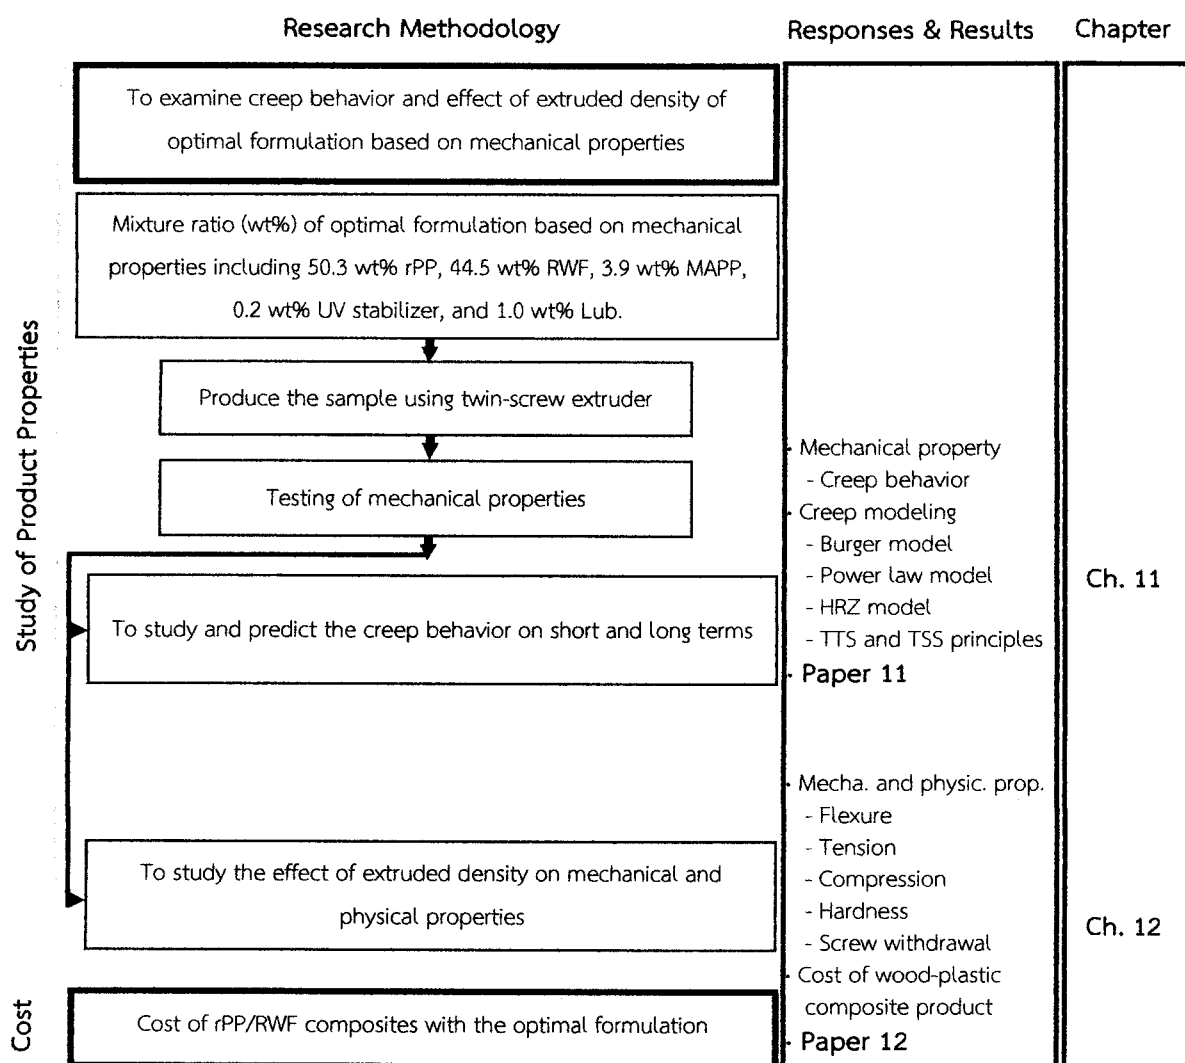 Research Methodology
Responses & Results
Chapter
To examine creep behavior and effect of extruded density of
optimal formulation based on mechanical properties
Mixture ratio (wt%) of optimal formulation based on mechanical
properties including 50.3 wt% rPP, 44.5 wt% RWF, 3.9 wt% MAPP,
0.2 wt% UV stabilizer, and 1.0 wt% Lub.
Produce the sample using twin-screw extruder
Testing of mechanical properties
To study and predict the creep behavior on short and long terms
To study the effect of extruded density on mechanical and
physical properties
Cost of rPP/RWF composites with the optimal formulation
Study of Product Properties
Cost
· Mechanical property
- Creep behavior
· Creep modeling
- Burger model
- Power law model
- HRZ model
- TTS and TSS principles
· Paper 11
· Mecha. and physic. prop.
- Flexure
- Tension
- Compression
- Hardness
- Screw withdrawal
· Cost of wood-plastic
composite product
· Paper 12
Ch. 11
Ch. 12